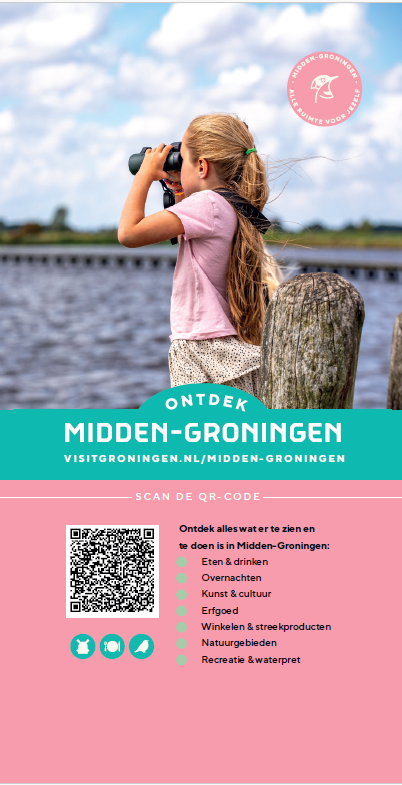 MIDDEN-GRONINGEN
ALLE RUIMTE VOOR JEZELF
ONTDEK
MIDDEN-GRONINGEN
VISITGRONINGEN.NL/MIDDEN-GRONINGEN
SCAN DE QR-CODE
Ontdek alles wat er te zien en
te doen is in Midden-Groningen:
Eten & drinken
Overnachten
Kunst & cultuur
Erfgoed
Winkelen & streekproducten
Natuurgebieden
Recreatie & waterpret